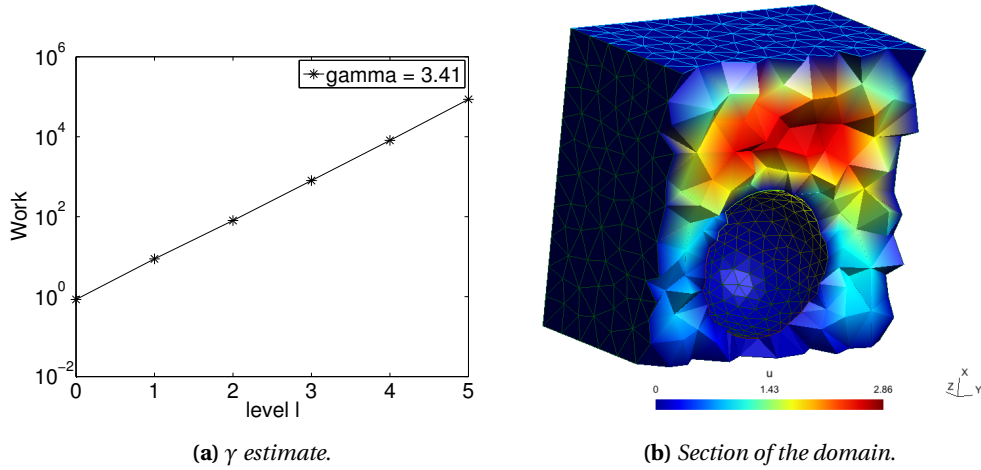 10^6
10^4
10^2
10^0
10^-2
Work
gamma = 3.41
0 1 2 3 4 5
level l
u
0 1.43 2.86
X
Z Y
(a) γ estimate.
(b) Section of the domain.